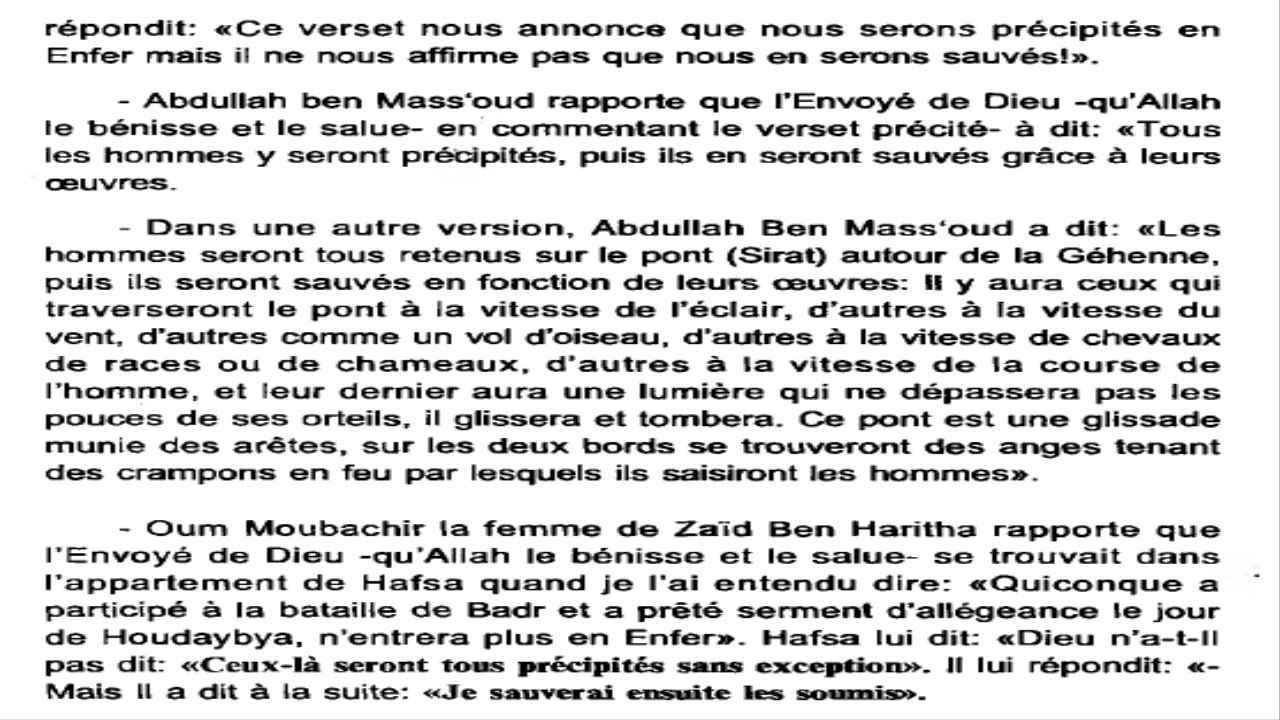 répondit: «Ce verset nous annonce que nous serons précipités en
Enfer mais il ne nous affirme pas que nous en serons sauvés!».
- Abdullah ben Mass‘oud rapporte que l'Envoyé de Dieu -qu'Allah
le bénisse et le salue- en commentant le verset précité- à dit: «Tous
les hommes y seront précipités, puis ils en seront sauvés grâce à leurs
œuvres.
- Dans une autre version, Abdullah Ben Mass‘oud a dit: «Les
hommes seront tous retenus sur le pont (Sirat) autour de la Géhenne,
puis ils seront sauvés en fonction de leurs œuvres: Il y aura ceux qui
traverseront le pont à la vitesse de l'éclair, d'autres à la vitesse du
vent, d'autres comme un vol d'oiseau, d'autres à la vitesse de chevaux
de races ou de chameaux, d'autres à la vitesse de la course de
l'homme, et leur dernier aura une lumière qui ne dépassera pas les
pouces de ses orteils, il glissera et tombera. Ce pont est une glissade
munie des arêtes, sur les deux bords se trouveront des anges tenant
des crampons en feu par lesquels ils saisiront les hommes».
- Oum Moubachir la femme de Zaïd Ben Haritha rapporte que
l'Envoyé de Dieu -qu'Allah le bénisse et le salue- se trouvait dans
l'appartement de Hafsa quand je l'ai entendu dire: «Quiconque a
participé à la bataille de Badr et a prêté serment d'allégeance le jour
de Houdaybya, n'entrera plus en Enfer». Hafsa lui dit: «Dieu n'a-t-Il
pas dit: «Ceux-là seront tous précipités sans exception». Il lui répondit: «-
Mais Il a dit à la suite: «Je sauverai ensuite les soumis».